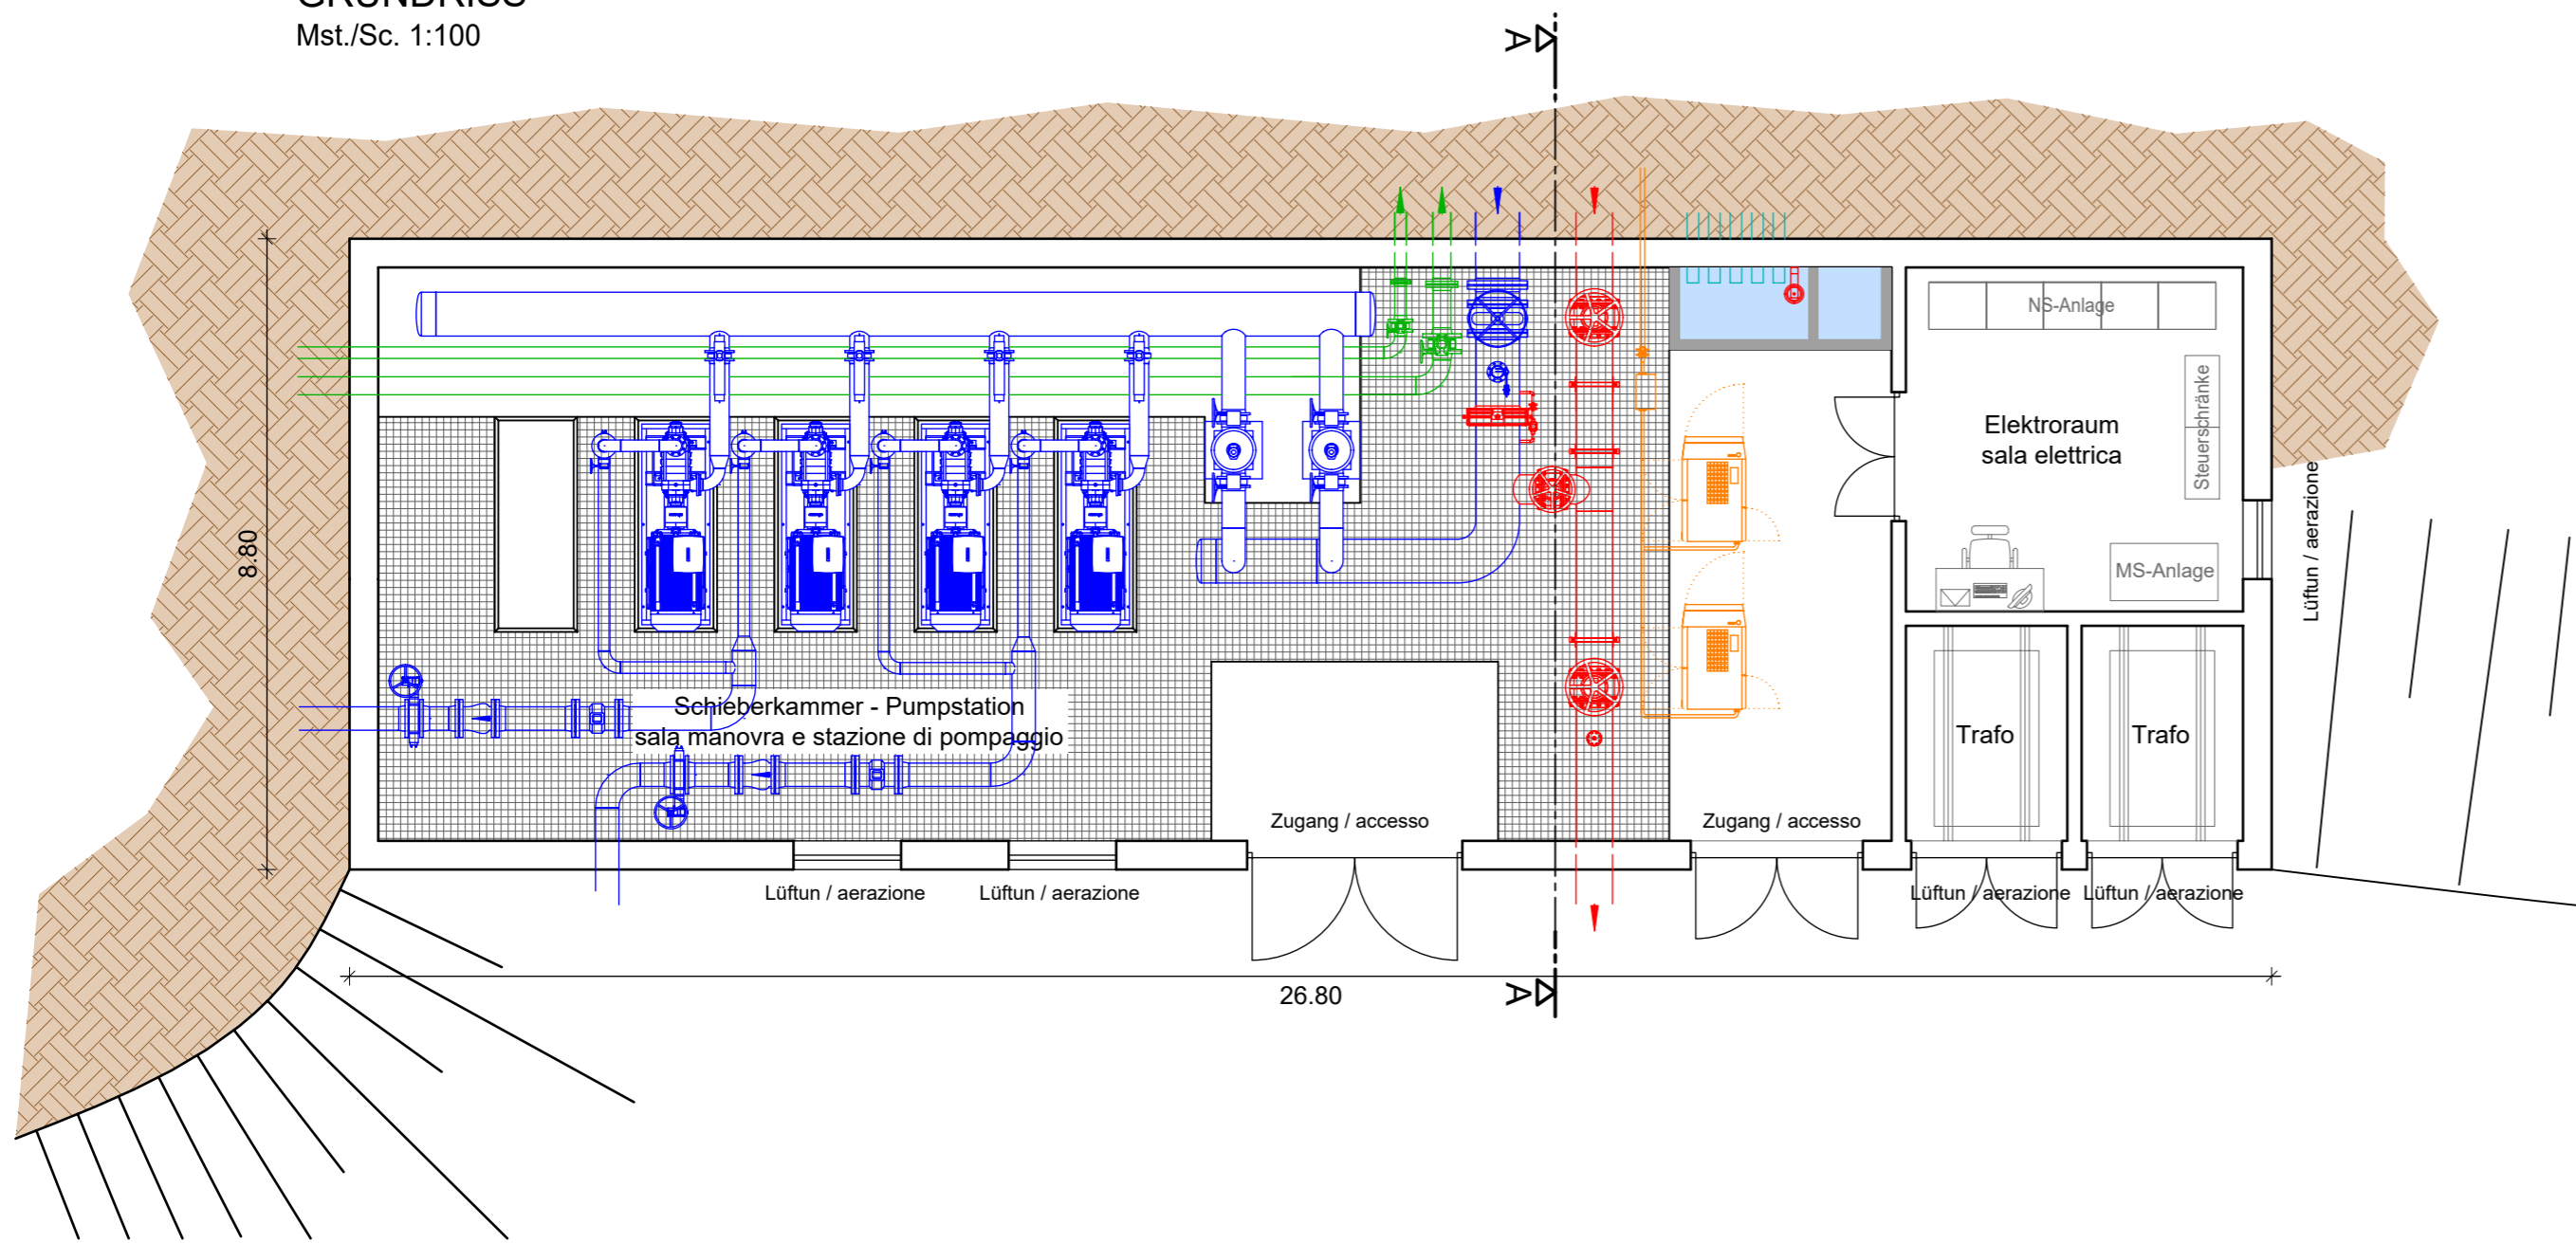 GRUNDRISS
Mst./Sc. 1:100
A
NS-Anlage
Steuerschränke
Elektroraum
sala elettrica
Lüftun / aerazione
8.80
MS-Anlage
Schieberkammer - Pumpstation
sala manovra e stazione di pompaggio
Trafo
Trafo
Zugang / accesso
Zugang / accesso
Lüftun / aerazione
Lüftun / aerazione
Lüftun / aerazione
Lüftun / aerazione
26.80
A